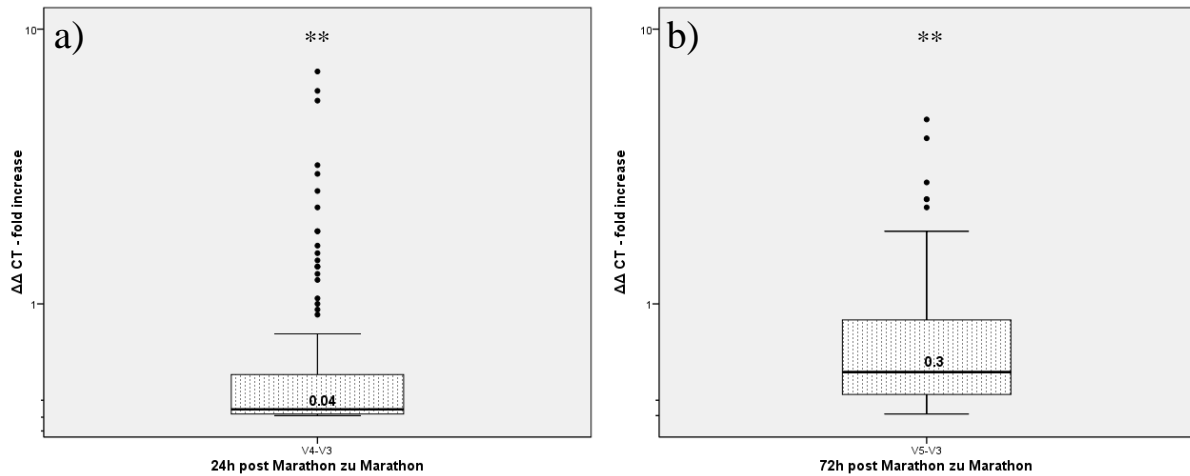 a)
**
10
1
ΔΔ CT - fold increase
0.04
V4-V3
24h post Marathon zu Marathon
b)
**
10
1
ΔΔ CT - fold increase
0.3
V5-V3
72h post Marathon zu Marathon